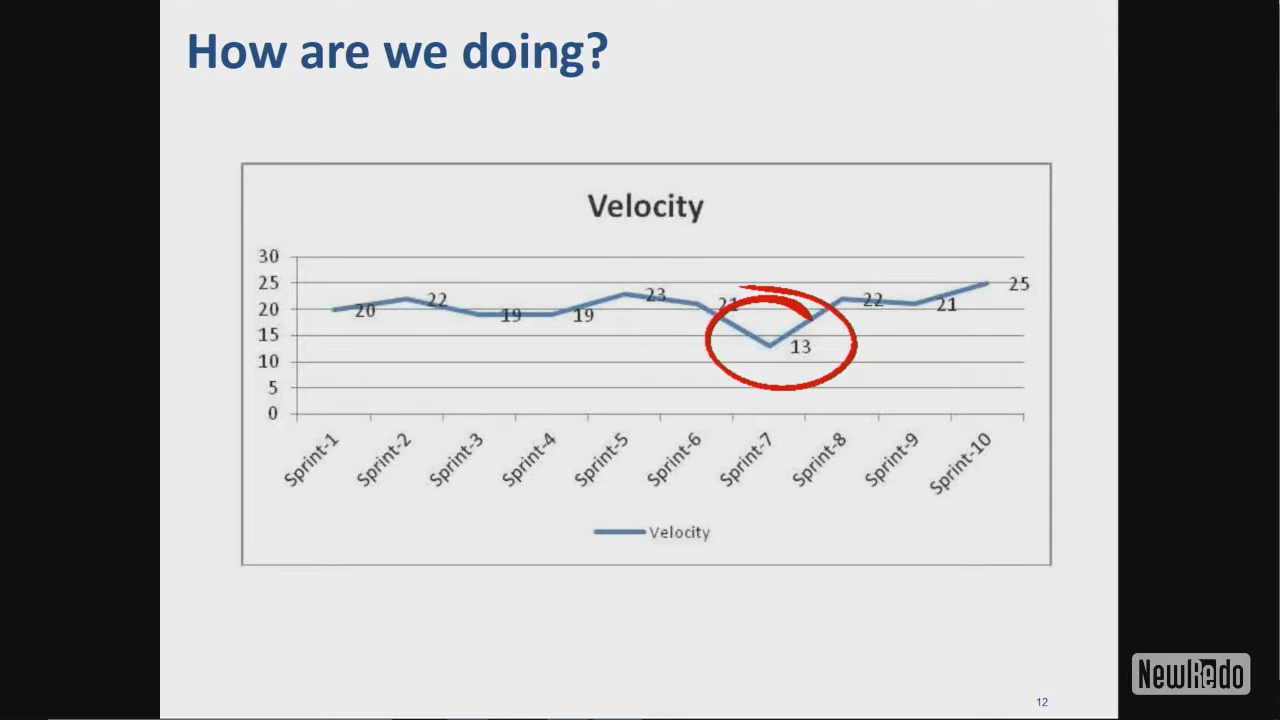 How are we doing?
Velocity
30
25
20
15
10
5
0
20
22
19
19
23
21
13
22
21
25
Sprint-1
Sprint-2
Sprint-3
Sprint-4
Sprint-5
Sprint-6
Sprint-7
Sprint-8
Sprint-9
Sprint-10
Velocity
12
NewRedo